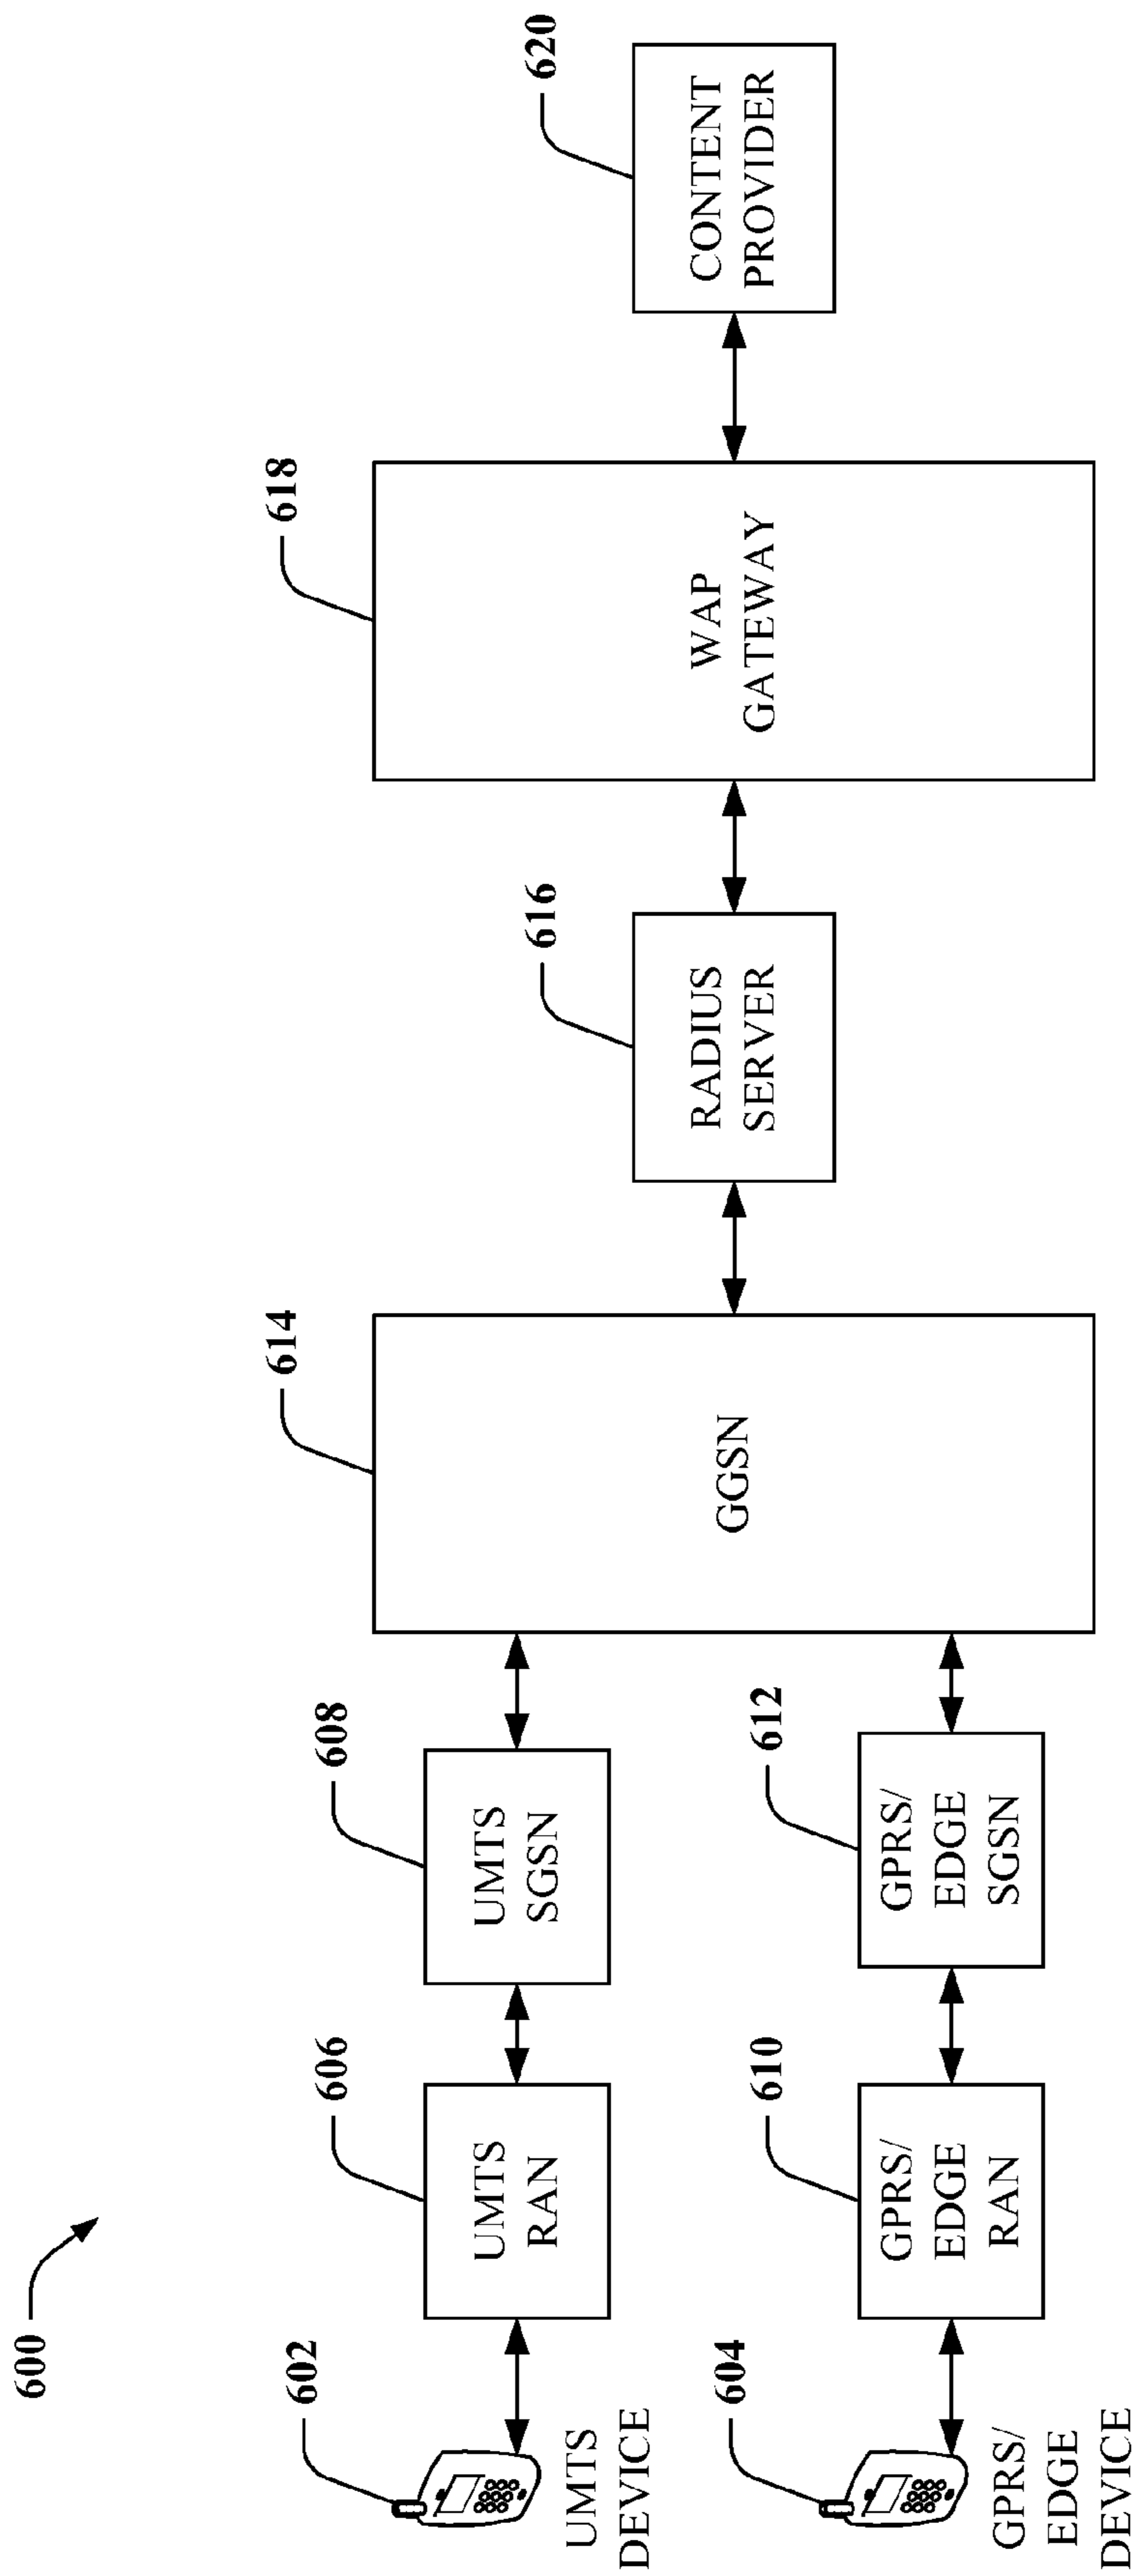 600
602
UMTS
DEVICE
606
UMTS
RAN
608
UMTS
SGSN
604
GPRS/
EDGE
DEVICE
610
GPRS/
EDGE
RAN
612
GPRS/
EDGE
SGSN
614
GGSN
616
RADIUS
SERVER
618
WAP
GATEWAY
620
CONTENT
PROVIDER